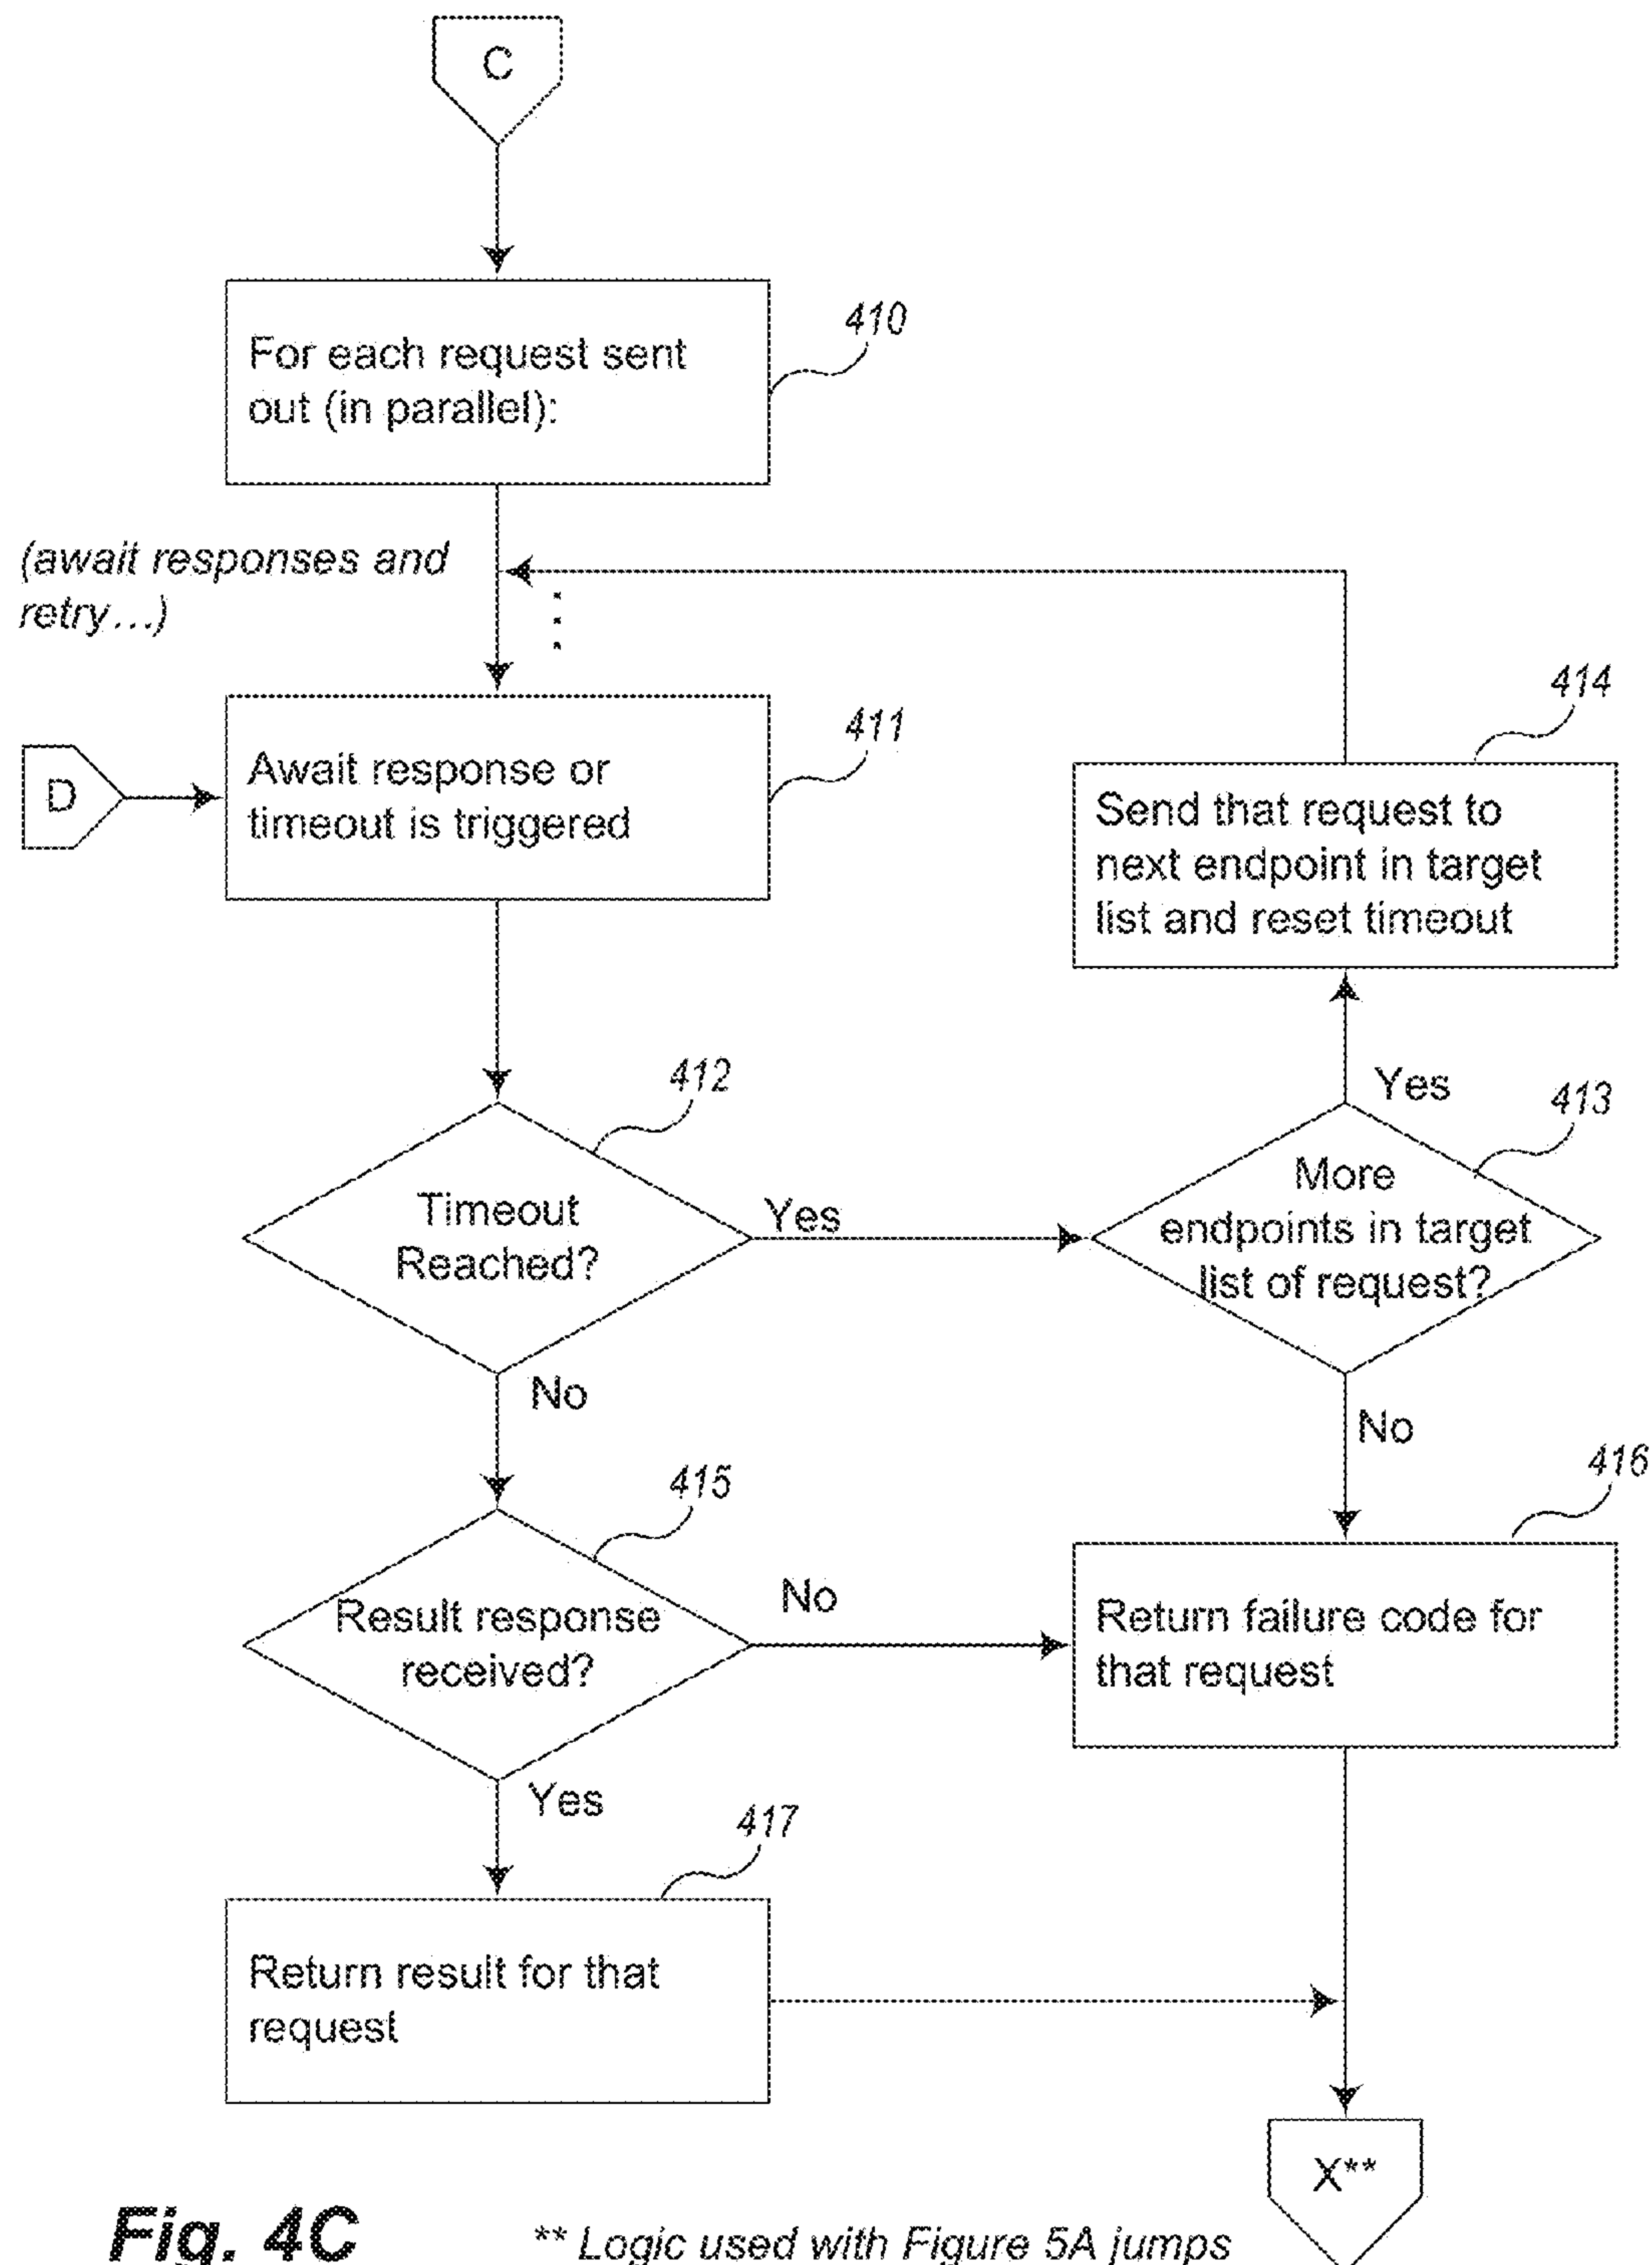 C
For each request sent
out (in parallel):
410
(await responses and
retry...)
D
Await response or
timeout is triggered
411
414
Send that request to
next endpoint in target
list and reset timeout
412
Timeout
Reached?
Yes
Yes
413
More
endpoints in target
list of request?
No
No
415
Result response
received?
No
416
Return failure code for
that request
Yes
417
Return result for that
request
X**
Fig. 4C
** Logic used with Figure 5A jumps